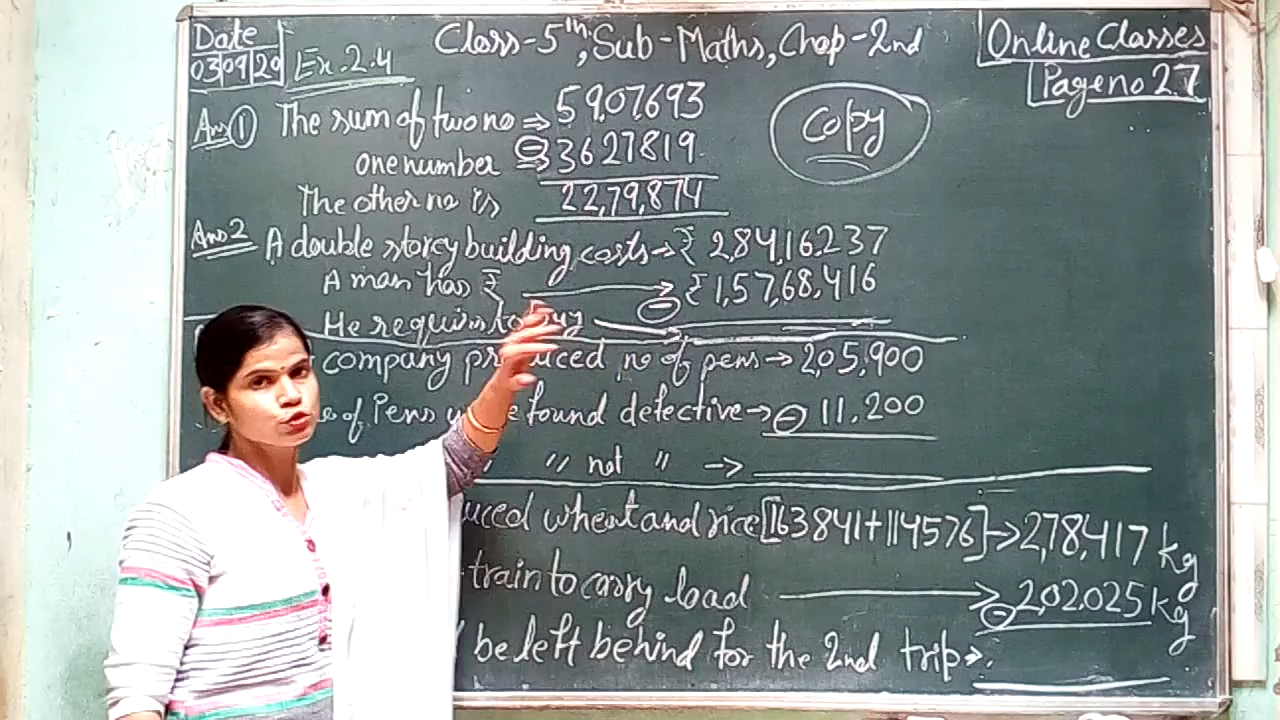 Date
03/09/20
Ex. 2.4
Class-5th, Sub-Maths, Chap-2nd
Online Classes
Page no 27
Ans 1 The sum of two no ⇒ 59,07,693
one number ⇒ 3627819
The other no is 22,79,874
copy
Ans 2 A double storey building costs → ₹ 2,84,16,237
A man has ₹ → ₹ 1,57,68,416
He requires to buy →
company produced no of pens → 2,05,900
of Pens found defective → 11,200
" " not " →
wheat and rice [163841+114576] → 2,78,417 kg
train to carry load → 2,02,025 kg
be left behind for the 2nd trip →